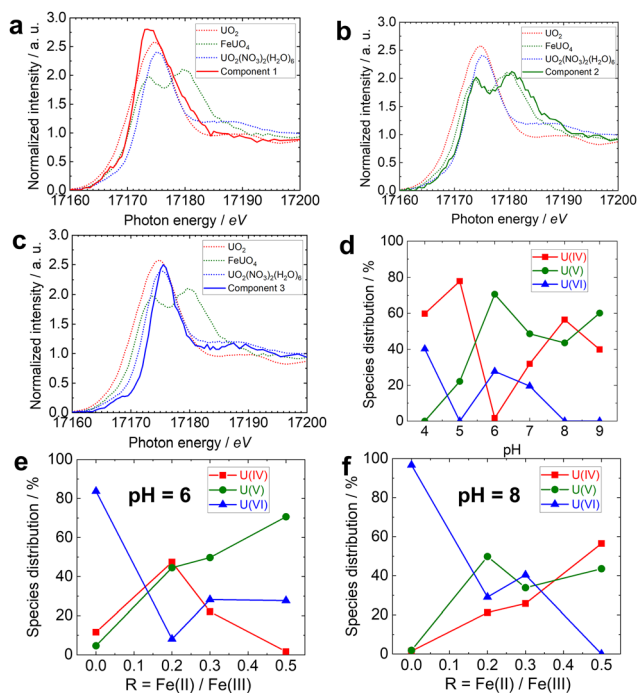 a
Normalized intensity / a. u.
3.0
2.5
2.0
1.5
1.0
0.5
0.0
UO2
FeUO4
UO2(NO3)2(H2O)6
Component 1
17160 17170 17180 17190 17200
Photon energy / eV
b
Normalized intensity / a. u.
3.0
2.5
2.0
1.5
1.0
0.5
0.0
UO2
FeUO4
UO2(NO3)2(H2O)6
Component 2
17160 17170 17180 17190 17200
Photon energy / eV
c
Normalized intensity / a. u.
3.0
2.5
2.0
1.5
1.0
0.5
0.0
UO2
FeUO4
UO2(NO3)2(H2O)6
Component 3
17160 17170 17180 17190 17200
Photon energy / eV
d
Species distribution / %
100
80
60
40
20
0
U(IV)
U(V)
U(VI)
4 5 6 7 8 9
pH
e
Species distribution / %
100
80
60
40
20
0
pH = 6
U(IV)
U(V)
U(VI)
0.0 0.1 0.2 0.3 0.4 0.5
R = Fe(II) / Fe(III)
f
Species distribution / %
100
80
60
40
20
0
pH = 8
U(IV)
U(V)
U(VI)
0.0 0.1 0.2 0.3 0.4 0.5
R = Fe(II) / Fe(III)